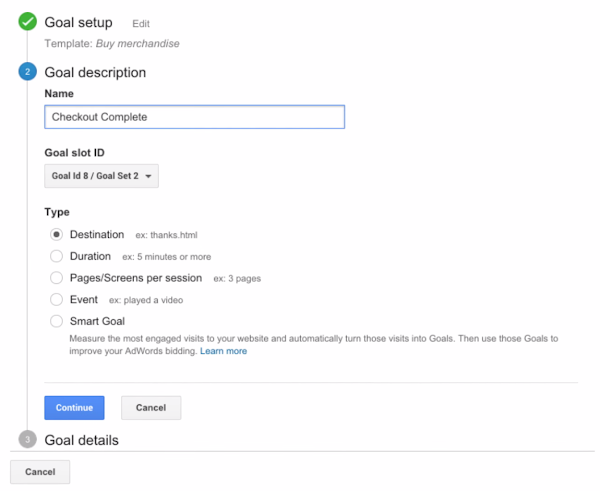 Goal setup Edit
Template: Buy merchandise
2 Goal description
Name
Checkout Complete
Goal slot ID
Goal Id 8 / Goal Set 2
Type
Destination ex: thanks.html
Duration ex: 5 minutes or more
Pages/Screens per session ex: 3 pages
Event ex: played a video
Smart Goal
Measure the most engaged visits to your website and automatically turn those visits into Goals. Then use those Goals to
improve your AdWords bidding. Learn more
Continue Cancel
3 Goal details
Cancel